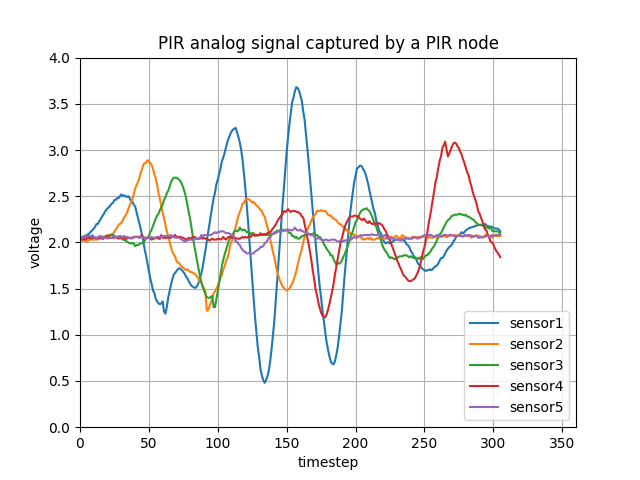 PIR analog signal captured by a PIR node
4.0
3.5
3.0
2.5
2.0
1.5
1.0
0.5
0.0
voltage
0 50 100 150 200 250 300 350
timestep
sensor1
sensor2
sensor3
sensor4
sensor5